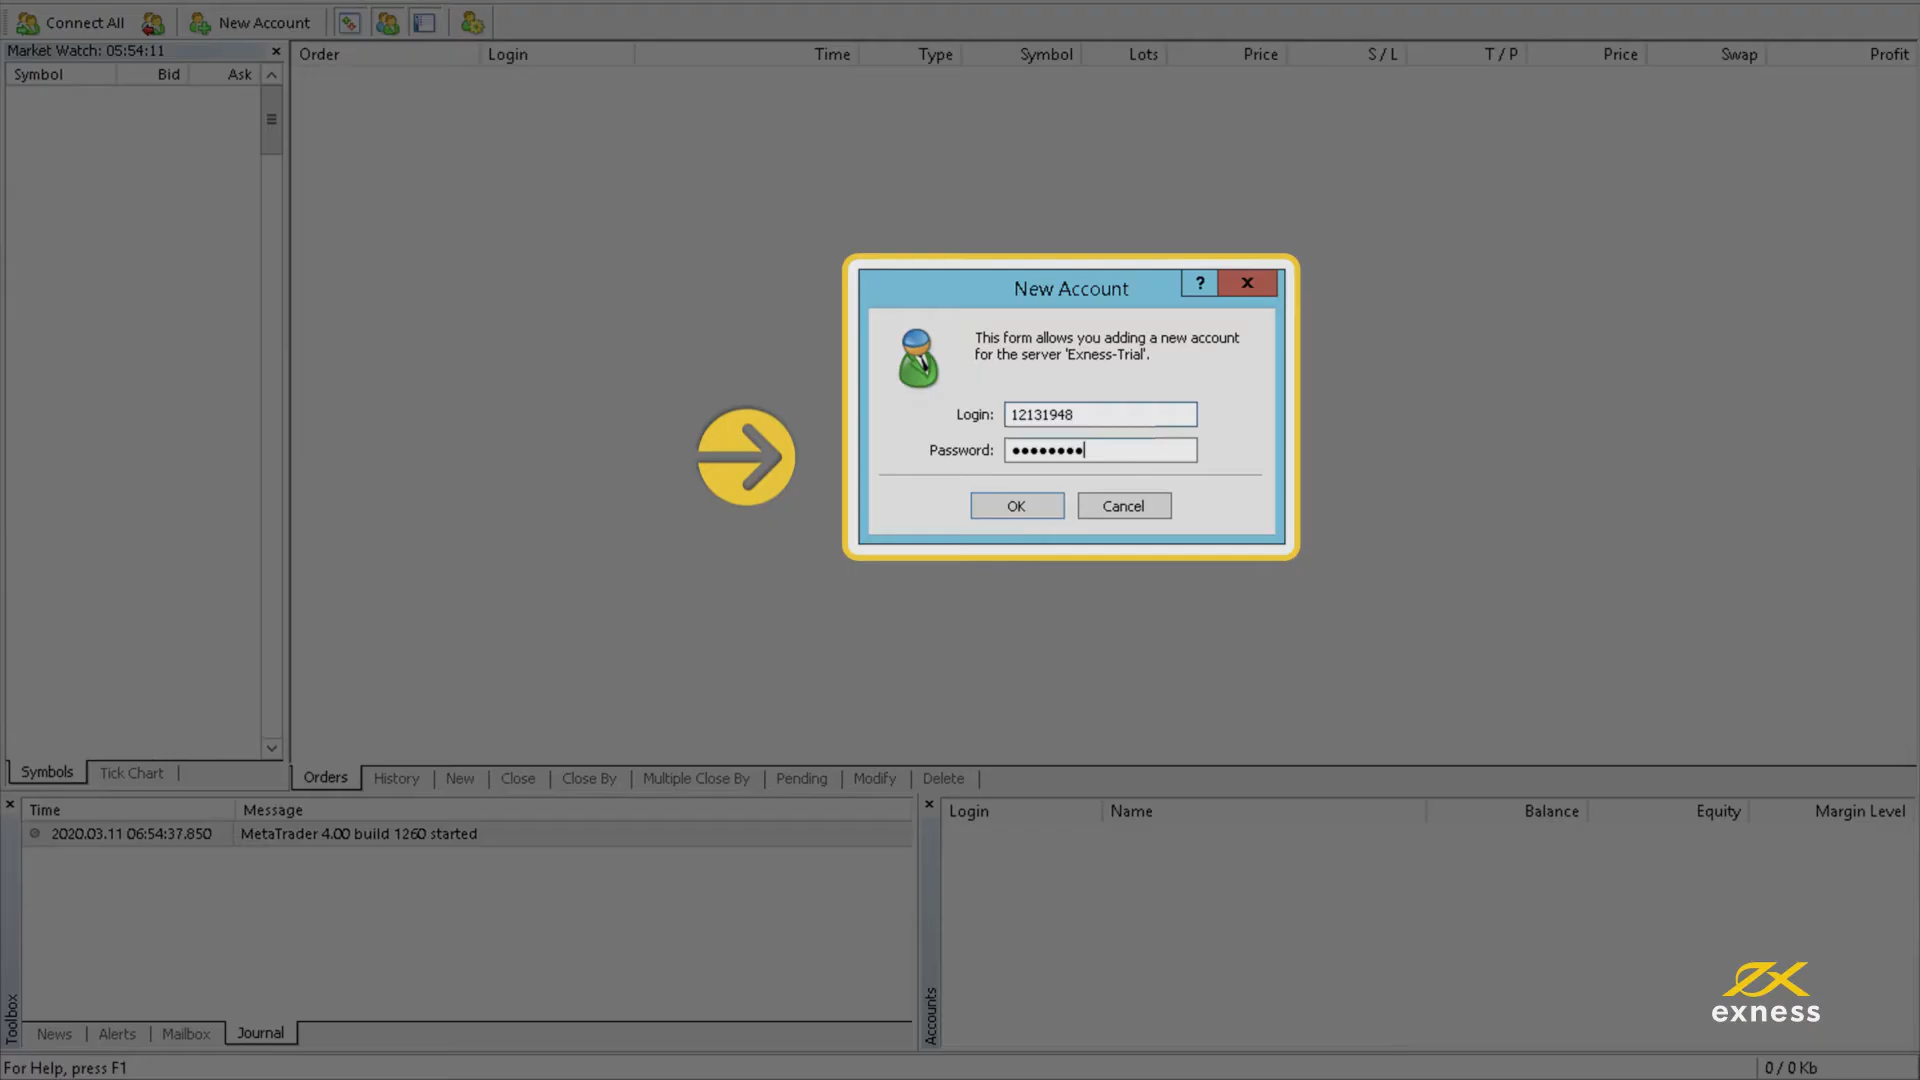 Connect All
New Account
Market Watch: 05:54:11
Symbol Bid Ask
Order Login Time Type Symbol Lots Price S / L T / P Price Swap Profit
New Account
?
x
This form allows you adding a new account
for the server 'Exness-Trial'.
Login: 12131948
Password: ●●●●●●●●
OK Cancel
Symbols Tick Chart
Orders History New Close Close By Multiple Close By Pending Modify Delete
Time Message
2020.03.11 06:54:37.850 MetaTrader 4.00 build 1260 started
Toolbox
News Alerts Mailbox Journal
Login Name Balance Equity Margin Level
Accounts
exness
For Help, press F1
0 / 0 Kb